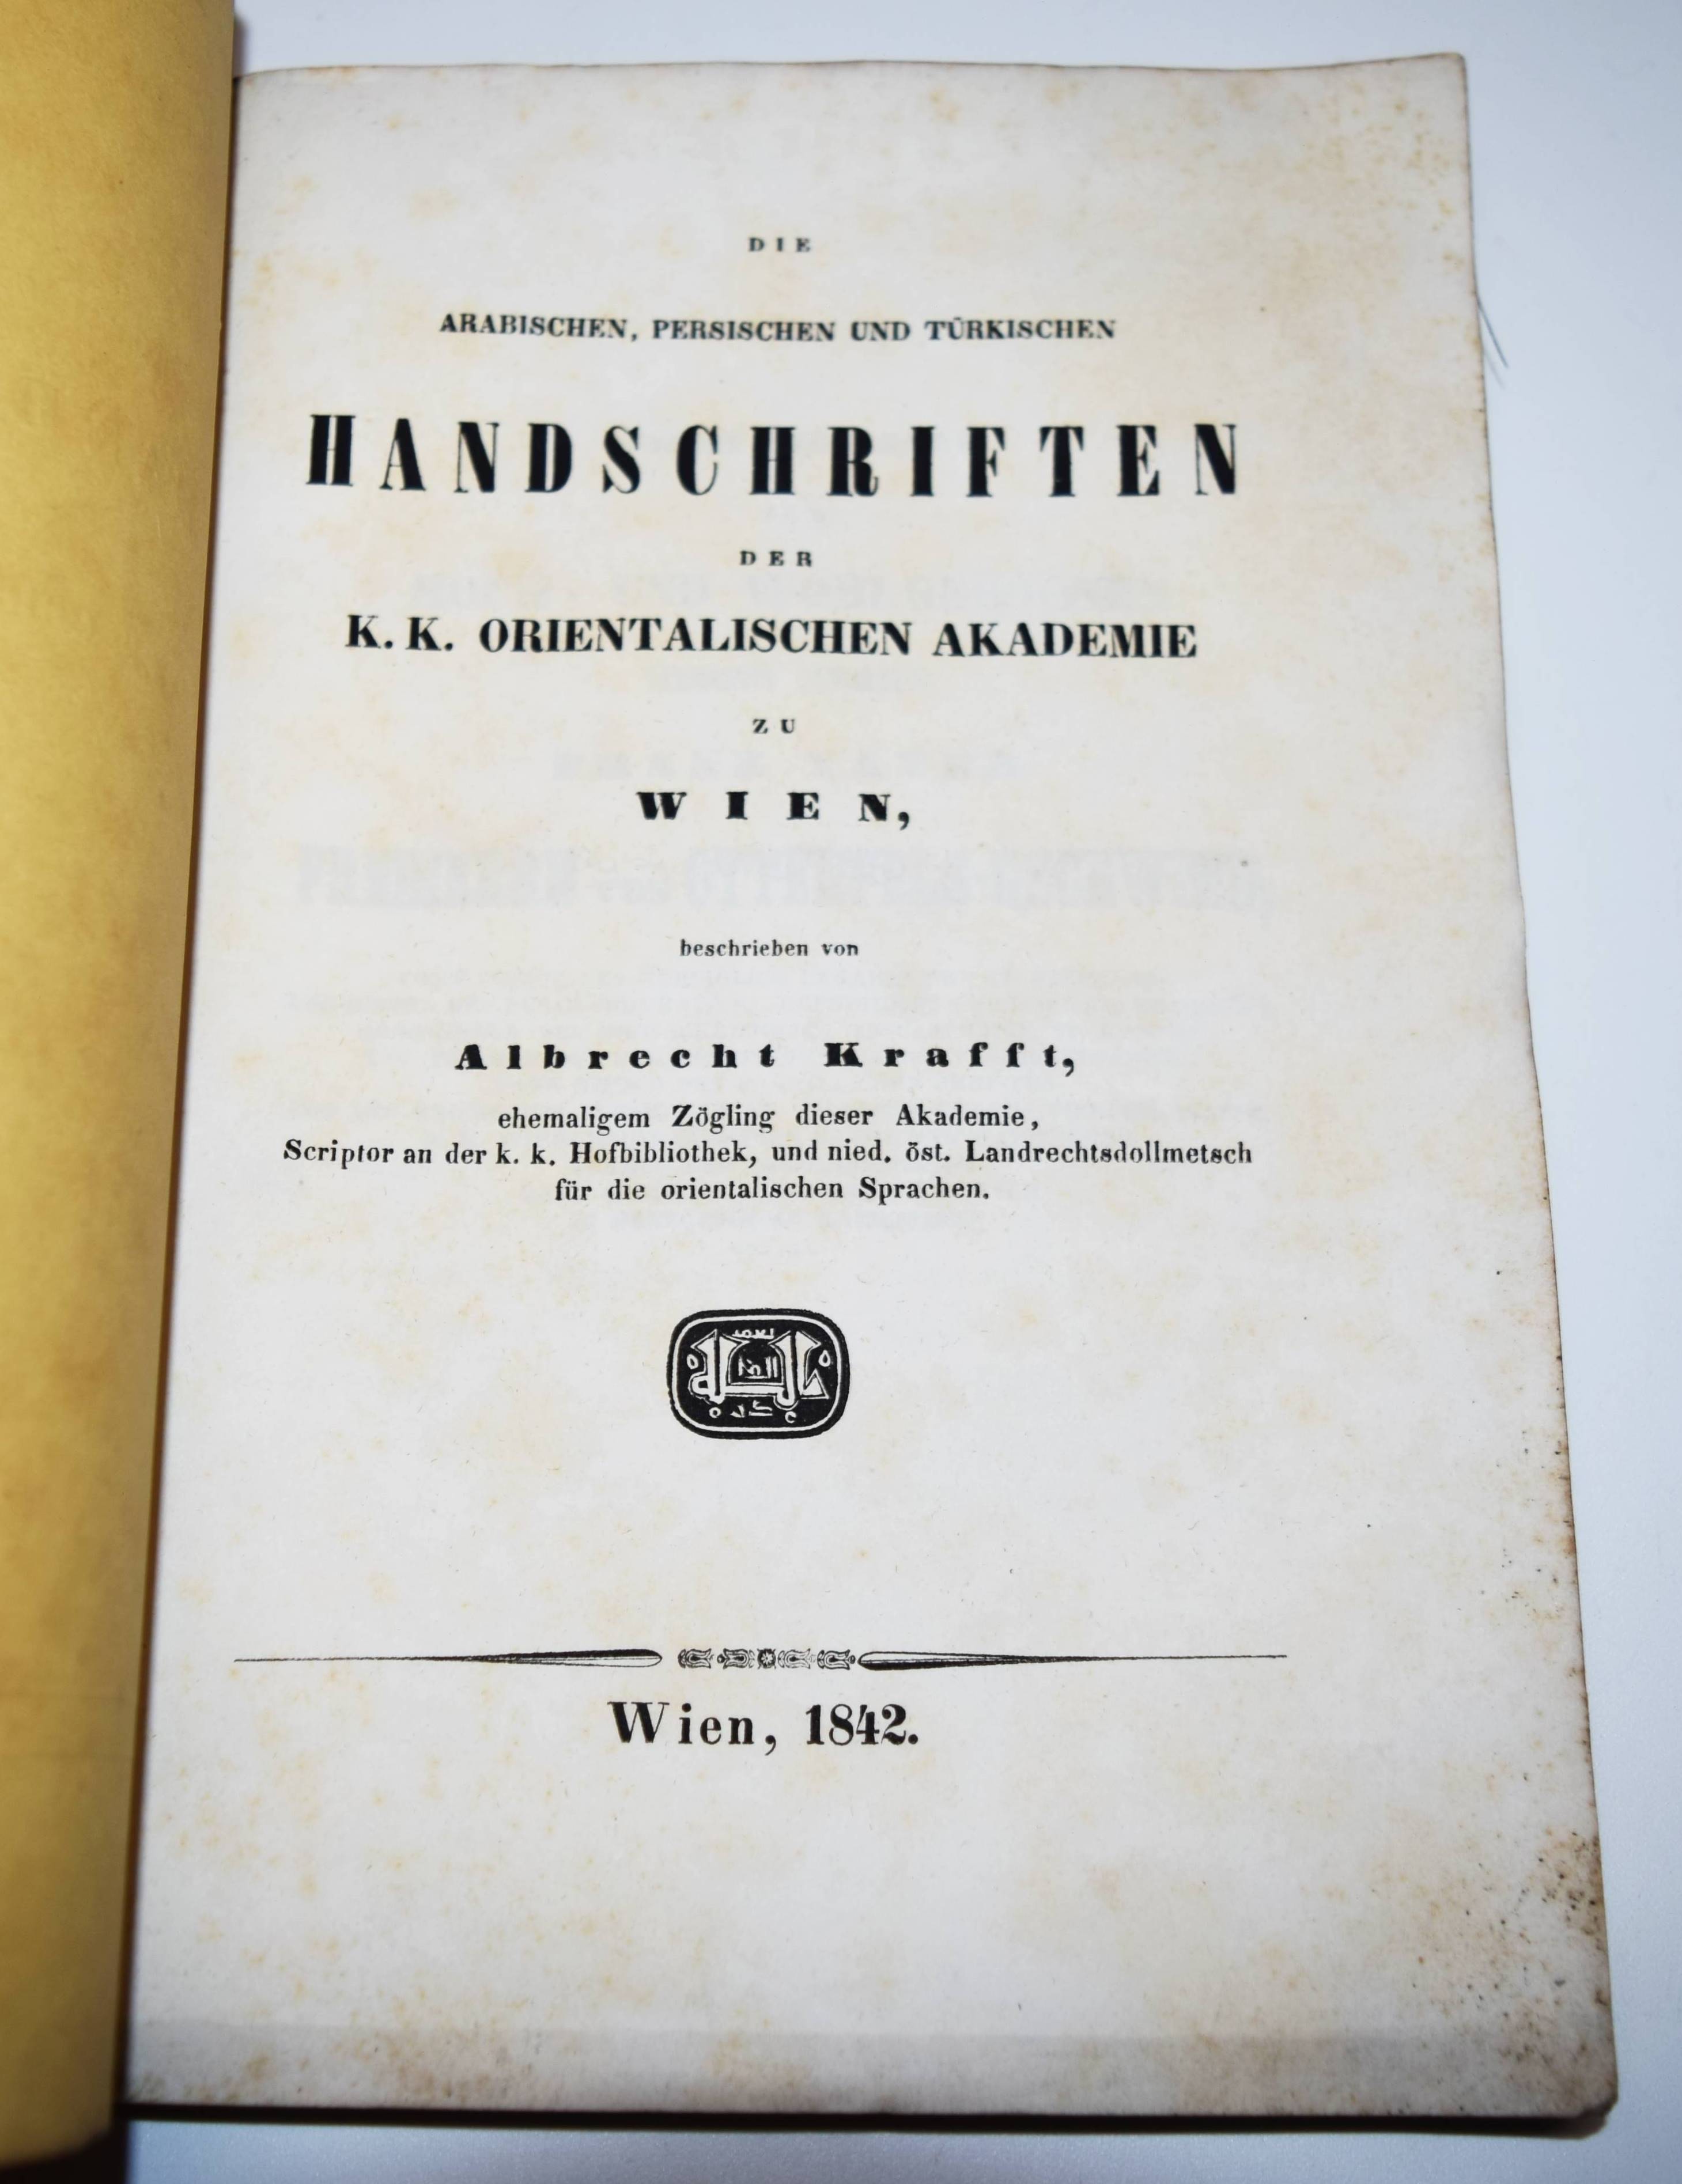 DIE
ARABISCHEN, PERSISCHEN UND TÜRKISCHEN
HANDSCHRIFTEN
DER
K. K. ORIENTALISCHEN AKADEMIE
ZU
WIEN,
beschrieben von
Albrecht Krafft,
ehemaligem Zögling dieser Akademie,
Scriptor an der k. k. Hofbibliothek, und nied. öst. Landrechtsdollmetsch
für die orientalischen Sprachen.
Wien, 1842.